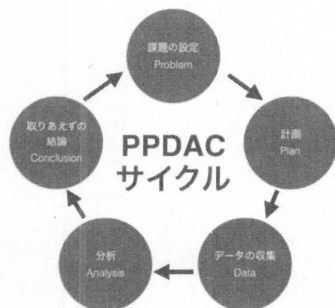 課題の設定
Problem
計画
Plan
データの収集
Data
分析
Analysis
取りあえずの
結論
Conclusion
PPDAC
サイクル